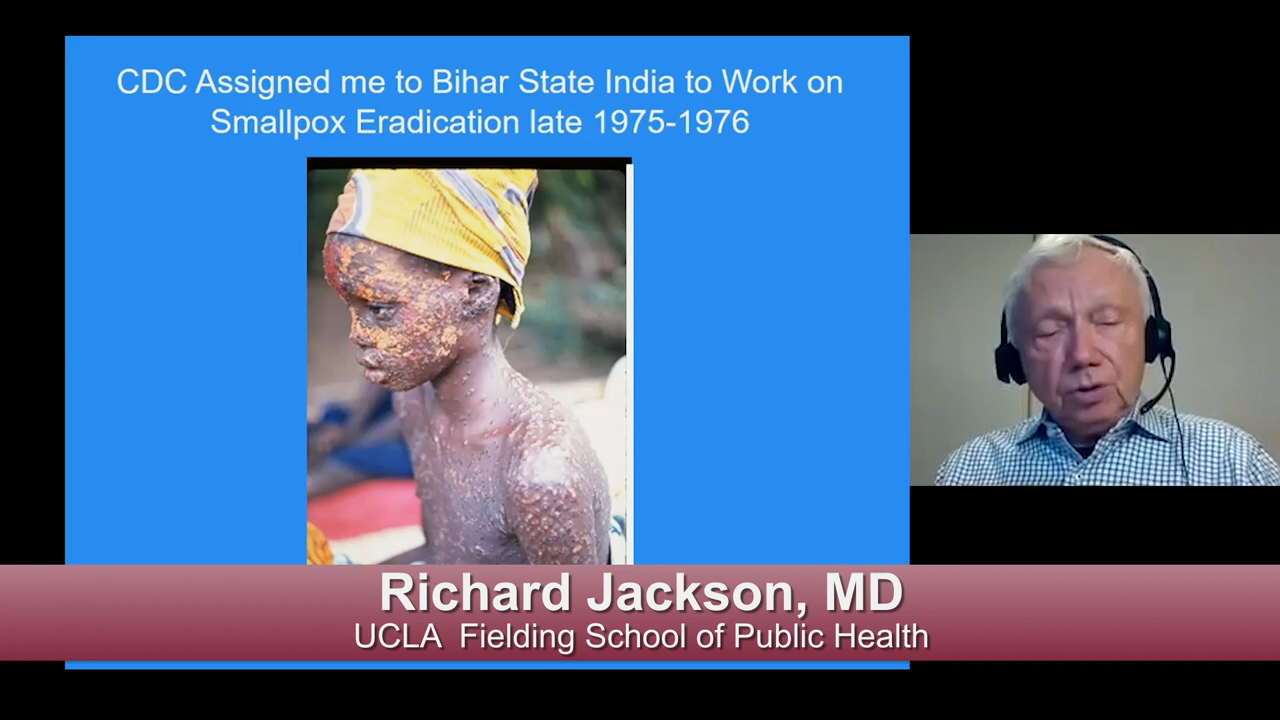 CDC Assigned me to Bihar State India to Work on
Smallpox Eradication late 1975-1976
Richard Jackson, MD
UCLA Fielding School of Public Health